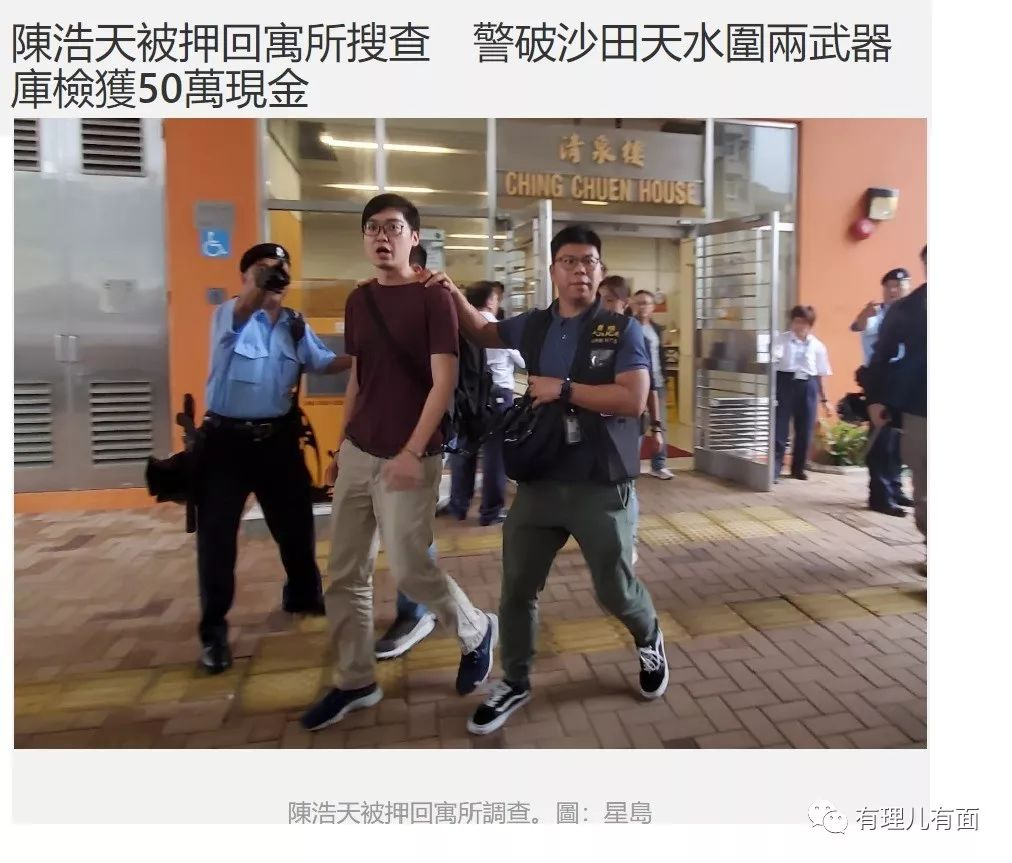 陳浩天被押回寓所搜查　警破沙田天水圍兩武器
庫檢獲50萬現金
清泉樓
CHING CHUEN HOUSE
陳浩天被押回寓所調查。圖：星島
有理儿有面